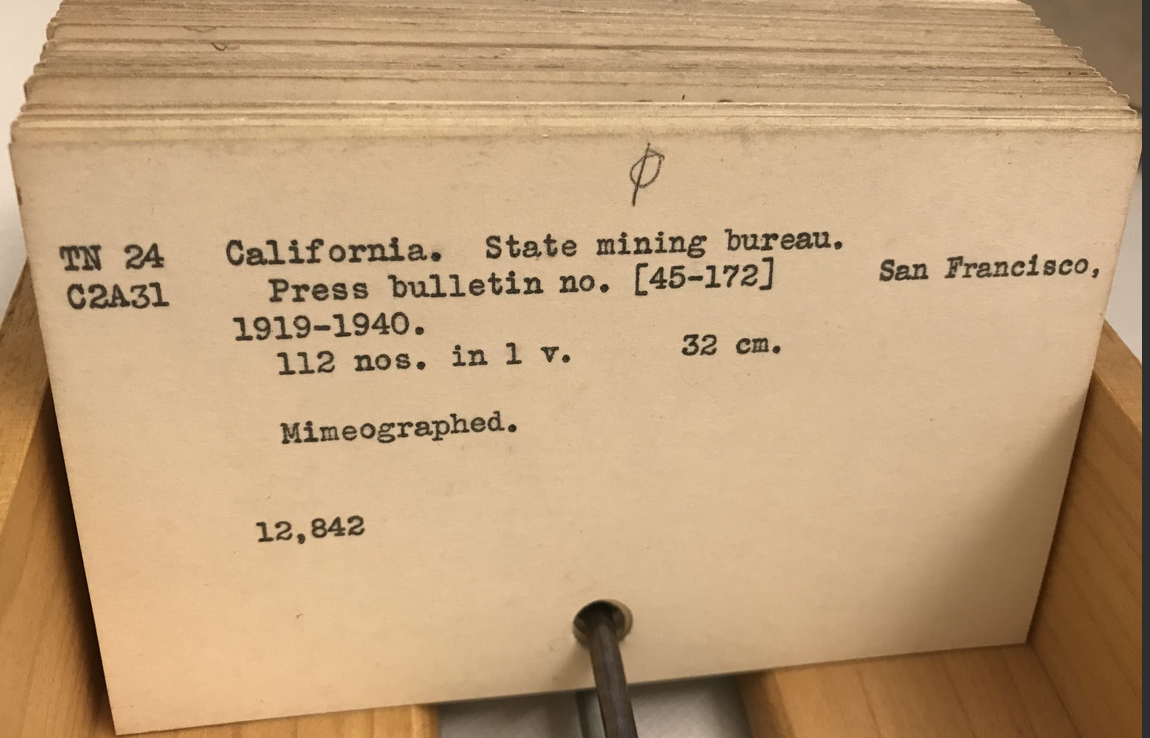 φ
TN 24 California. State mining bureau.
C2A31 Press bulletin no. [45-172] San Francisco,
1919-1940.
112 nos. in 1 v. 32 cm.
Mimeographed.
12,842